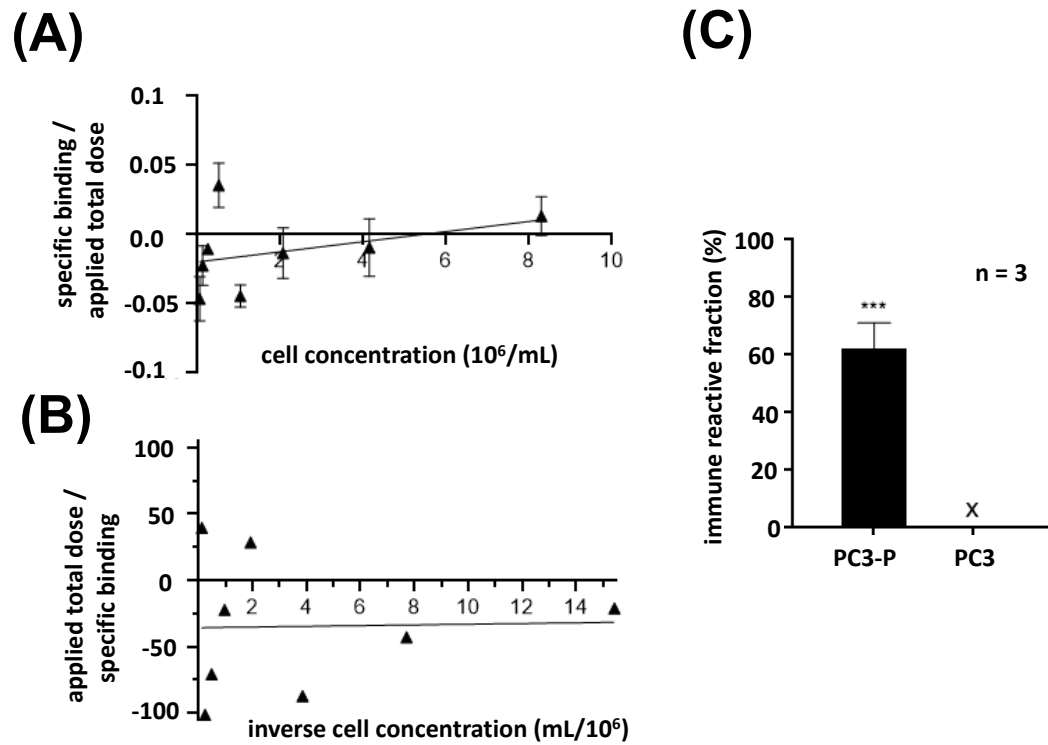 (A)
specific binding /
applied total dose
0.1
0.05
0.0
-0.05
-0.1
2
4
6
8
10
cell concentration (10⁶/mL)
(B)
applied total dose /
specific binding
100
50
0
-50
-100
2
4
6
8
10
12
14
inverse cell concentration (mL/10⁶)
(C)
immune reactive fraction (%)
100
80
60
40
20
0
n = 3
***
X
PC3-P
PC3